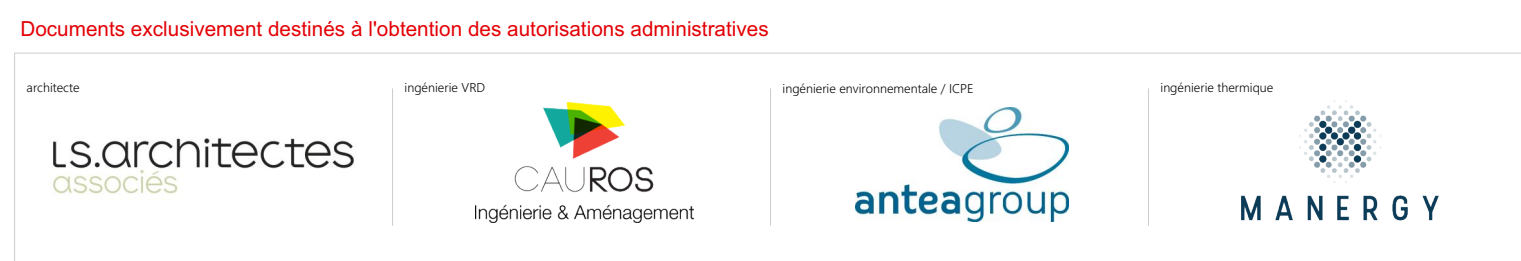 Documents exclusivement destinés à l'obtention des autorisations administratives
architecte
ingénierie VRD
ingénierie environnementale / ICPE
ingénierie thermique
LS.architectes
associés
CAUROS
Ingénierie & Aménagement
anteagroup
MANERGY